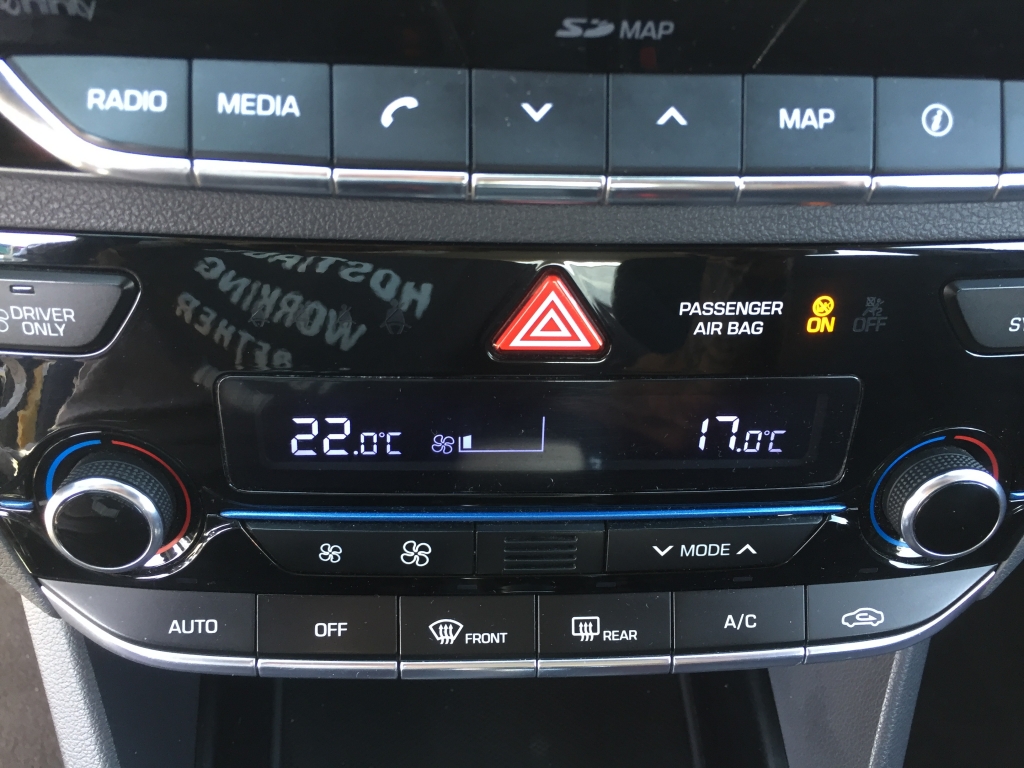 SD MAP
RADIO MEDIA MAP
DRIVER
ONLY
PASSENGER
AIR BAG
ON OFF
22.0°C 17.0°C
MODE
AUTO OFF FRONT REAR A/C